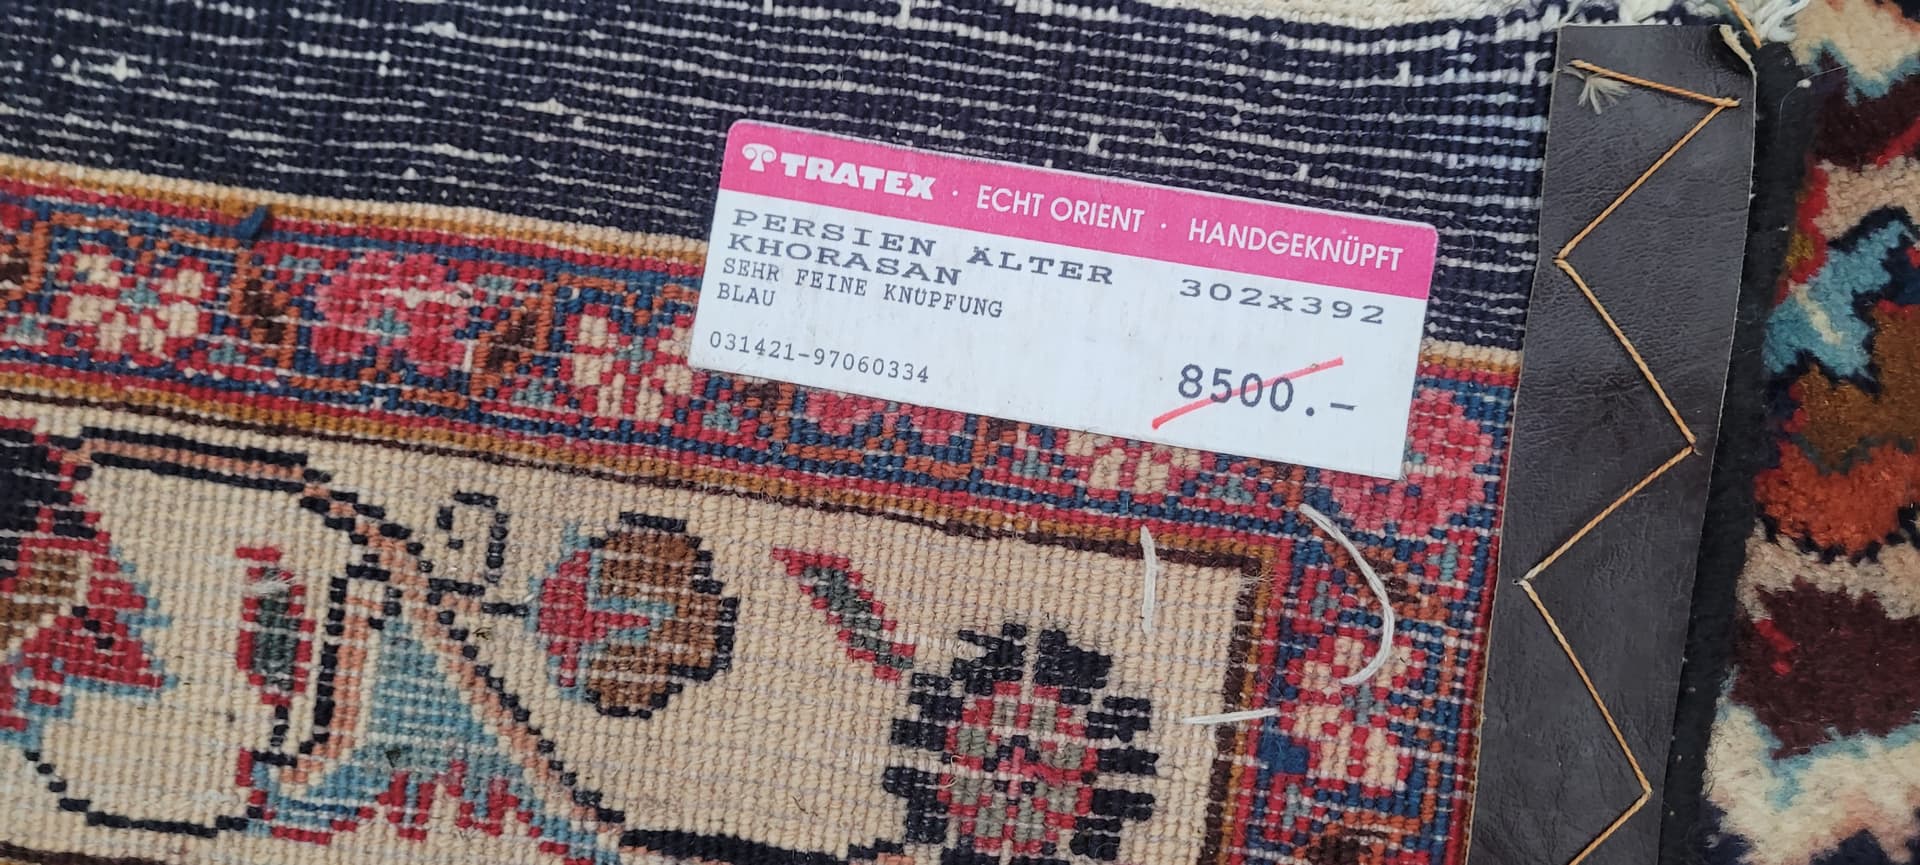 TRATEX · ECHT ORIENT · HANDGEKNÜPFT
PERSIEN ÄLTER 302x392
KHORASAN
SEHR FEINE KNÜPFUNG
BLAU
031421-97060334 8500.-